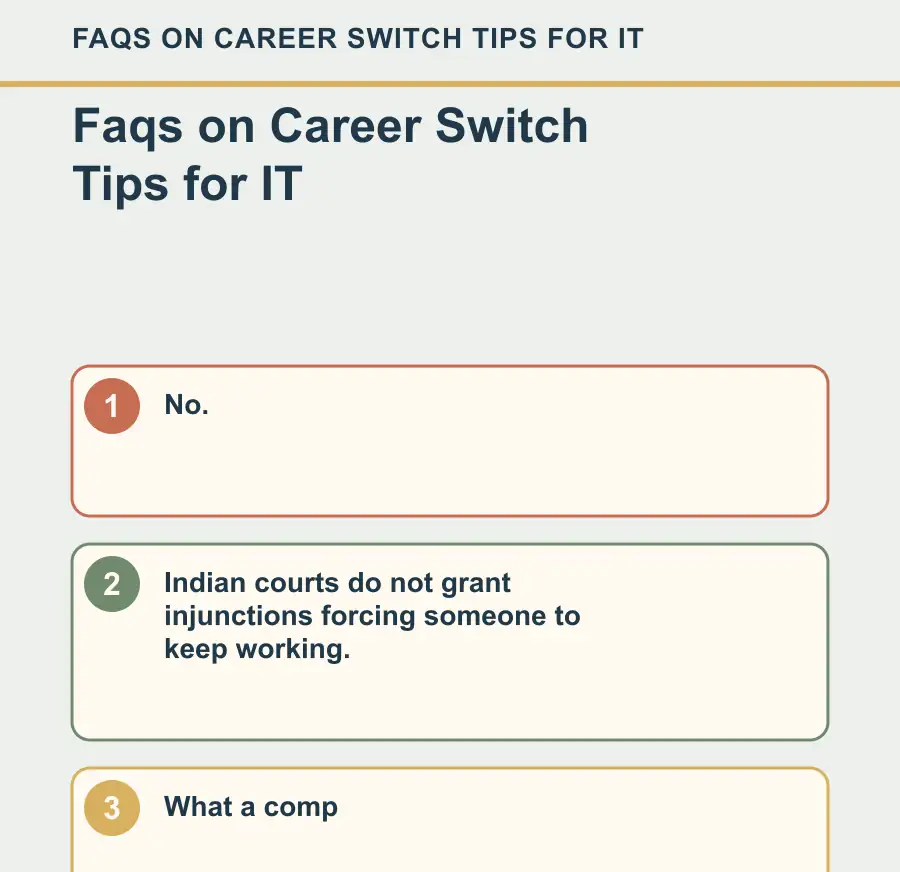 FAQS ON CAREER SWITCH TIPS FOR IT
Faqs on Career Switch
Tips for IT
1
No.
2
Indian courts do not grant
injunctions forcing someone to
keep working.
3
What a comp